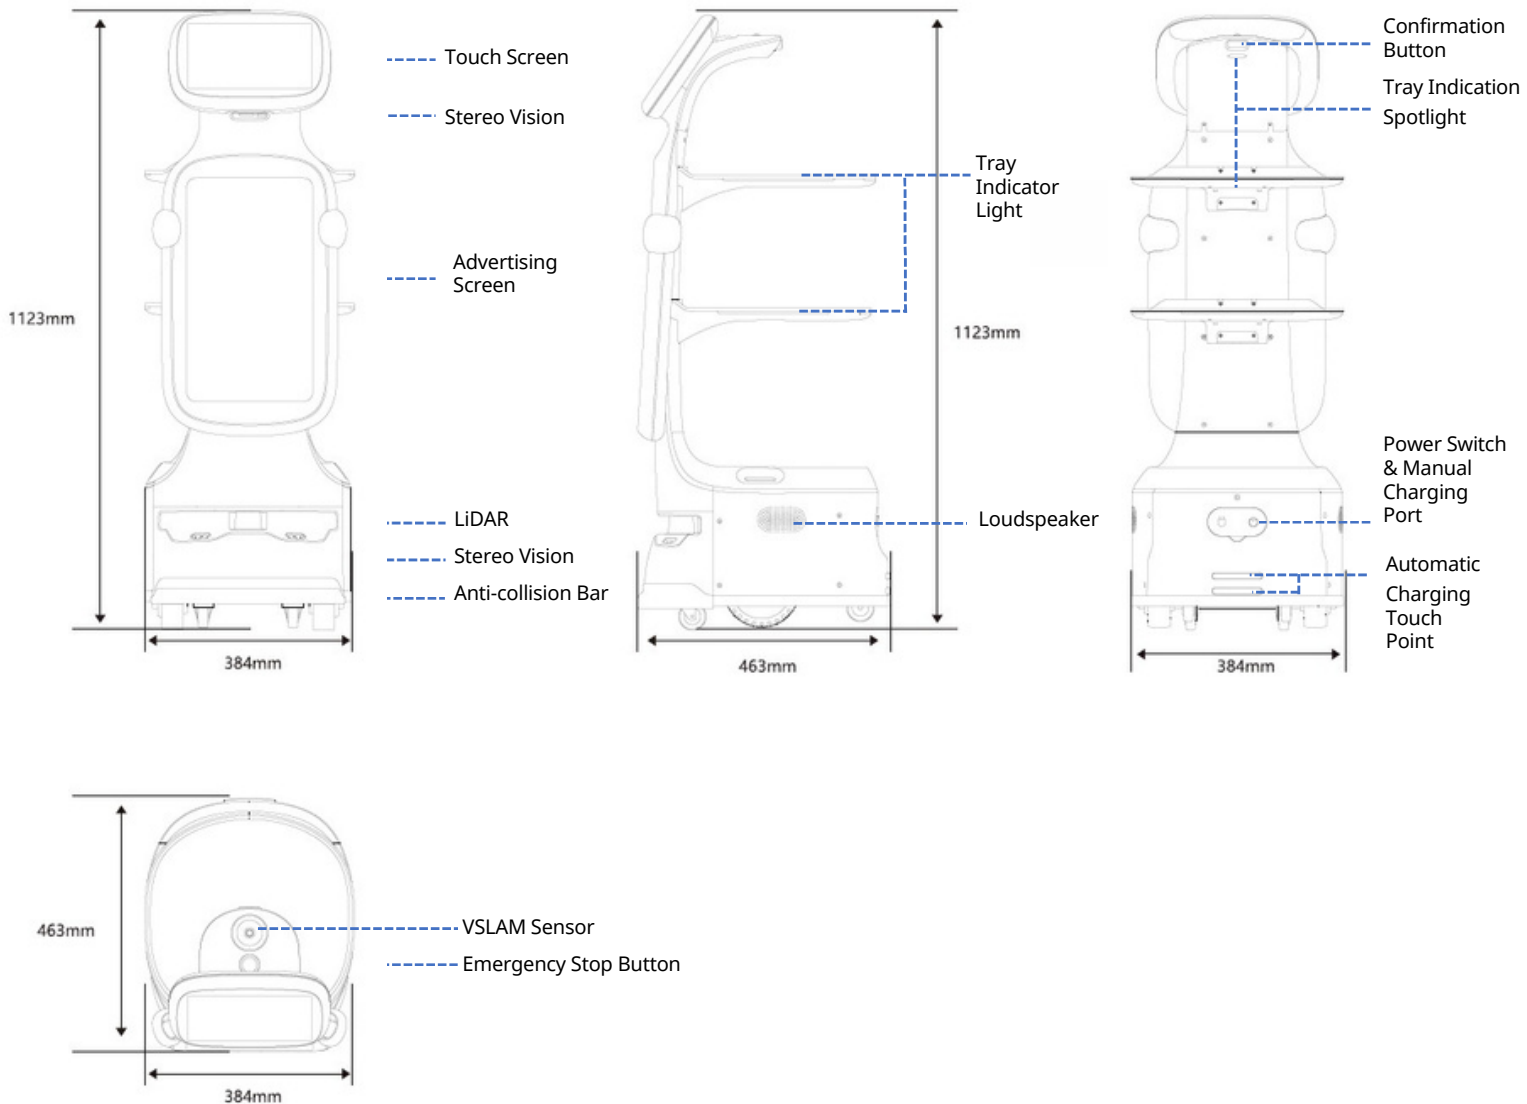 Touch Screen
Stereo Vision
Advertising
Screen
1123mm
LiDAR
Stereo Vision
Anti-collision Bar
384mm
Tray
Indicator
Light
1123mm
Loudspeaker
463mm
Confirmation
Button
Tray Indication
Spotlight
Power Switch
& Manual
Charging
Port
Automatic
Charging
Touch
Point
384mm
463mm
VSLAM Sensor
Emergency Stop Button
384mm